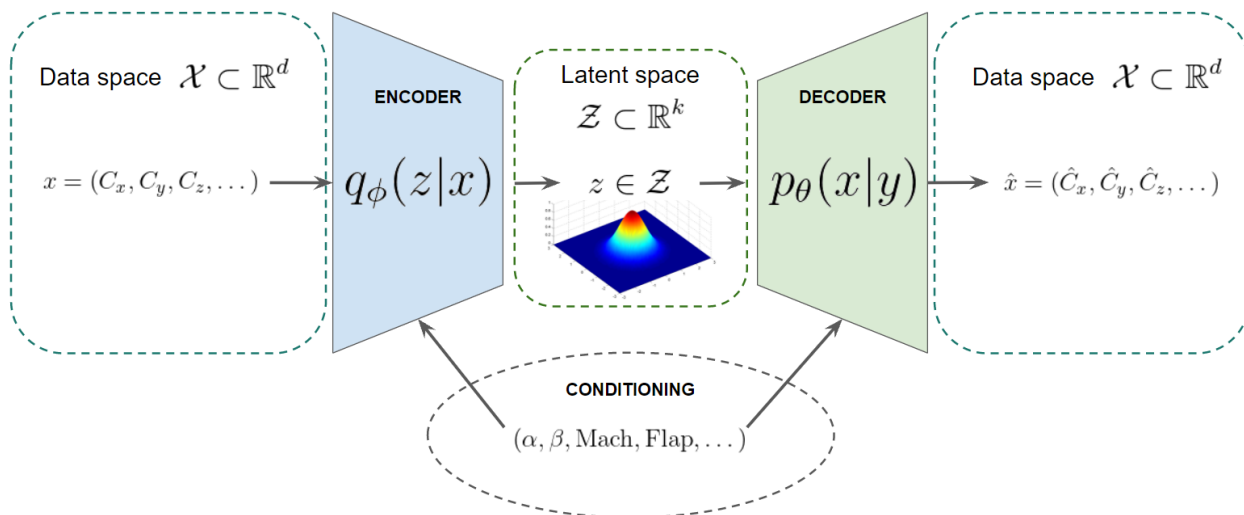 Data space 𝒳 ⊂ ℝ^d
x = (C_x, C_y, C_z, . . . )
ENCODER
q_ϕ(z|x)
Latent space
𝒵 ⊂ ℝ^k
z ∈ 𝒵
DECODER
p_θ(x|y)
Data space 𝒳 ⊂ ℝ^d
x̂ = (Ĉ_x, Ĉ_y, Ĉ_z, . . . )
CONDITIONING
(α, β, Mach, Flap, . . . )